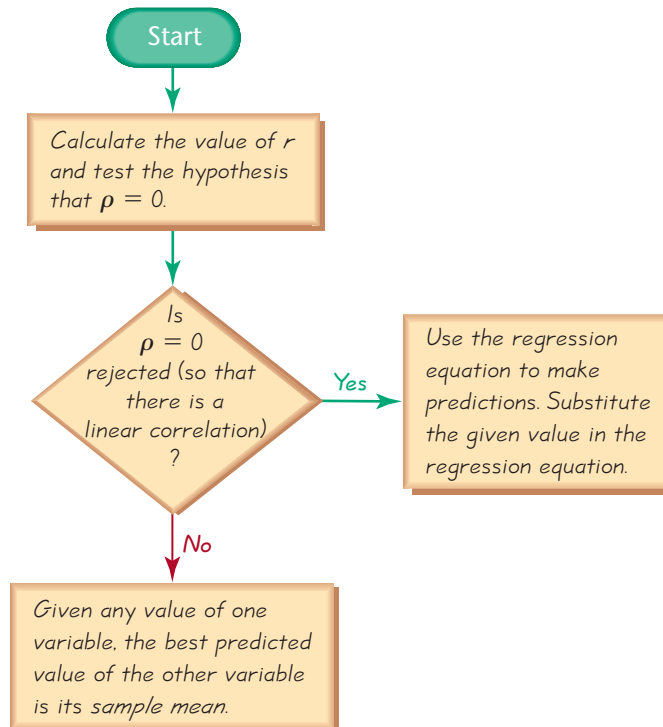 Start
Calculate the value of r
and test the hypothesis
that ρ = 0.
Is
ρ = 0
rejected (so that
there is a
linear correlation)
?
Yes
Use the regression
equation to make
predictions. Substitute
the given value in the
regression equation.
No
Given any value of one
variable, the best predicted
value of the other variable
is its sample mean.